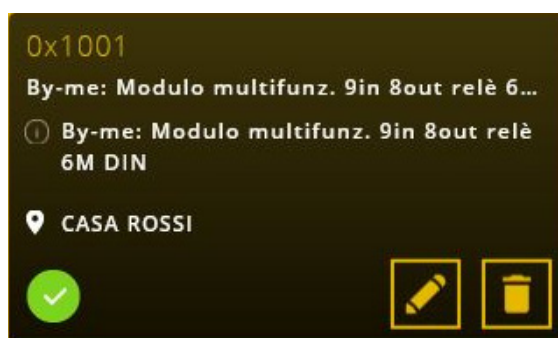 0x1001
By-me: Modulo multifunz. 9in 8out relè 6...
By-me: Modulo multifunz. 9in 8out relè
6M DIN
CASA ROSSI